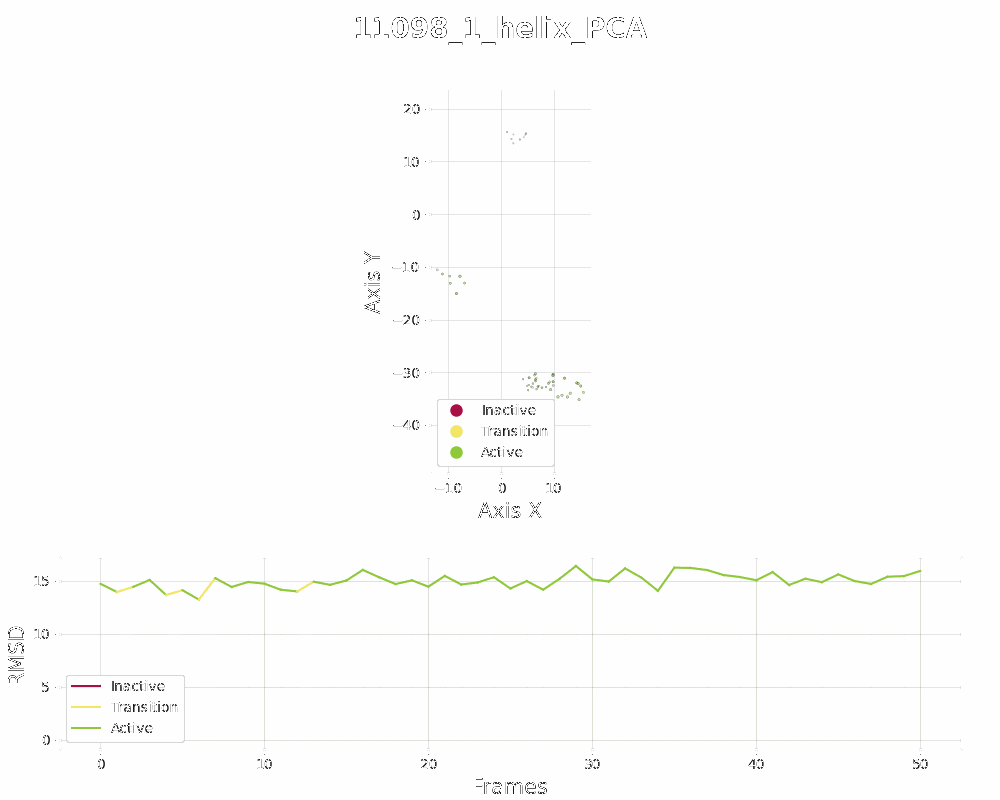 11098_1_helix_PCA
20
10
0
−10
−20
−30
−40
Axis Y
Inactive
Transition
Active
−10 0 10
Axis X
15
10
5
0
RMSD
Inactive
Transition
Active
0 10 20 30 40 50
Frames